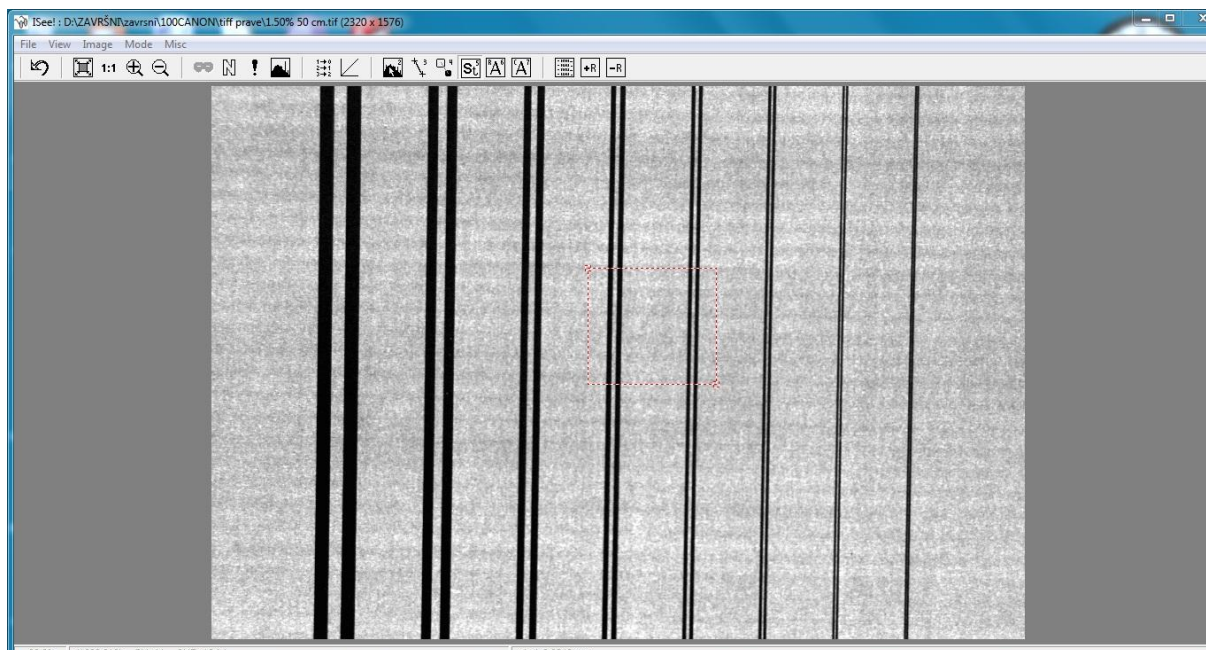 ISee! : D:\ZAVRŠNI\zavrsni\100CANON\tiff prave\1.50% 50 cm.tif (2320 x 1576)
File View Image Mode Misc
1:1